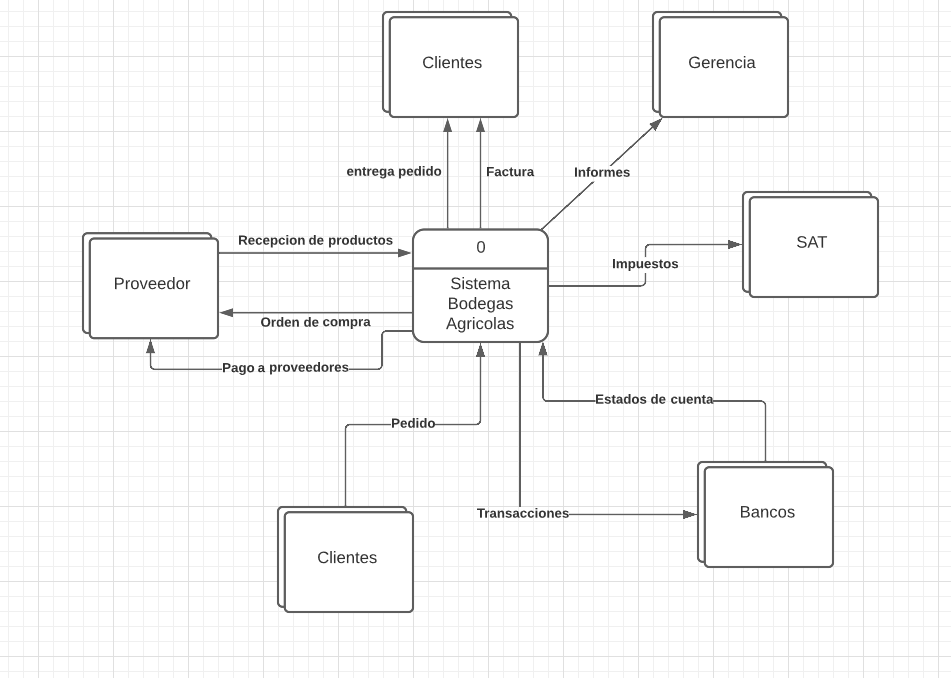 Clientes
Gerencia
entrega pedido
Factura
Informes
Recepcion de productos
0
SAT
Impuestos
Proveedor
Sistema
Bodegas
Agricolas
Orden de compra
Pago a proveedores
Estados de cuenta
Pedido
Transacciones
Bancos
Clientes